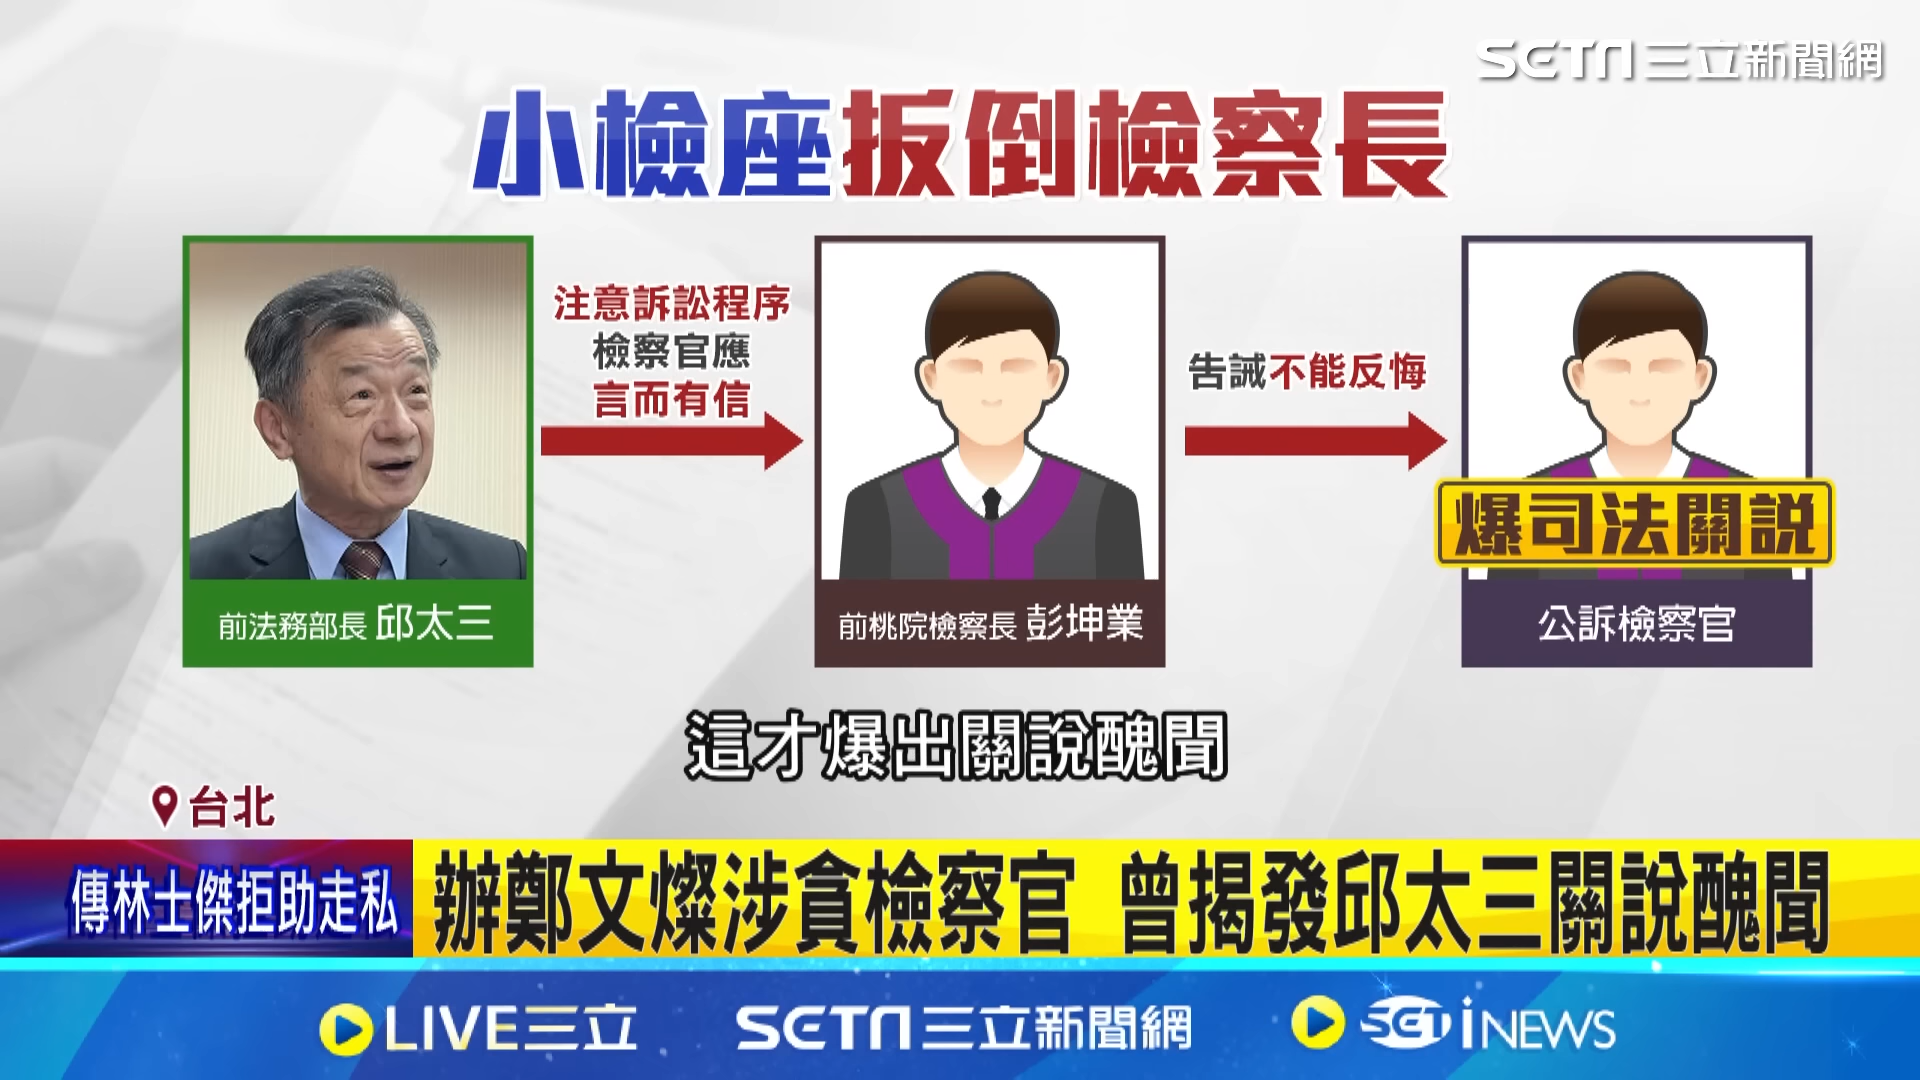 SETN三立新聞網
小檢座扳倒檢察長
注意訴訟程序
檢察官應
言而有信
告誡不能反悔
爆司法關說
前法務部長 邱太三
前桃院檢察長 彭坤業
公訴檢察官
這才爆出關說醜聞
台北
傳林士傑拒助走私
辦鄭文燦涉貪檢察官 曾揭發邱太三關說醜聞
LIVE三立
SETN三立新聞網
SETiNEWS